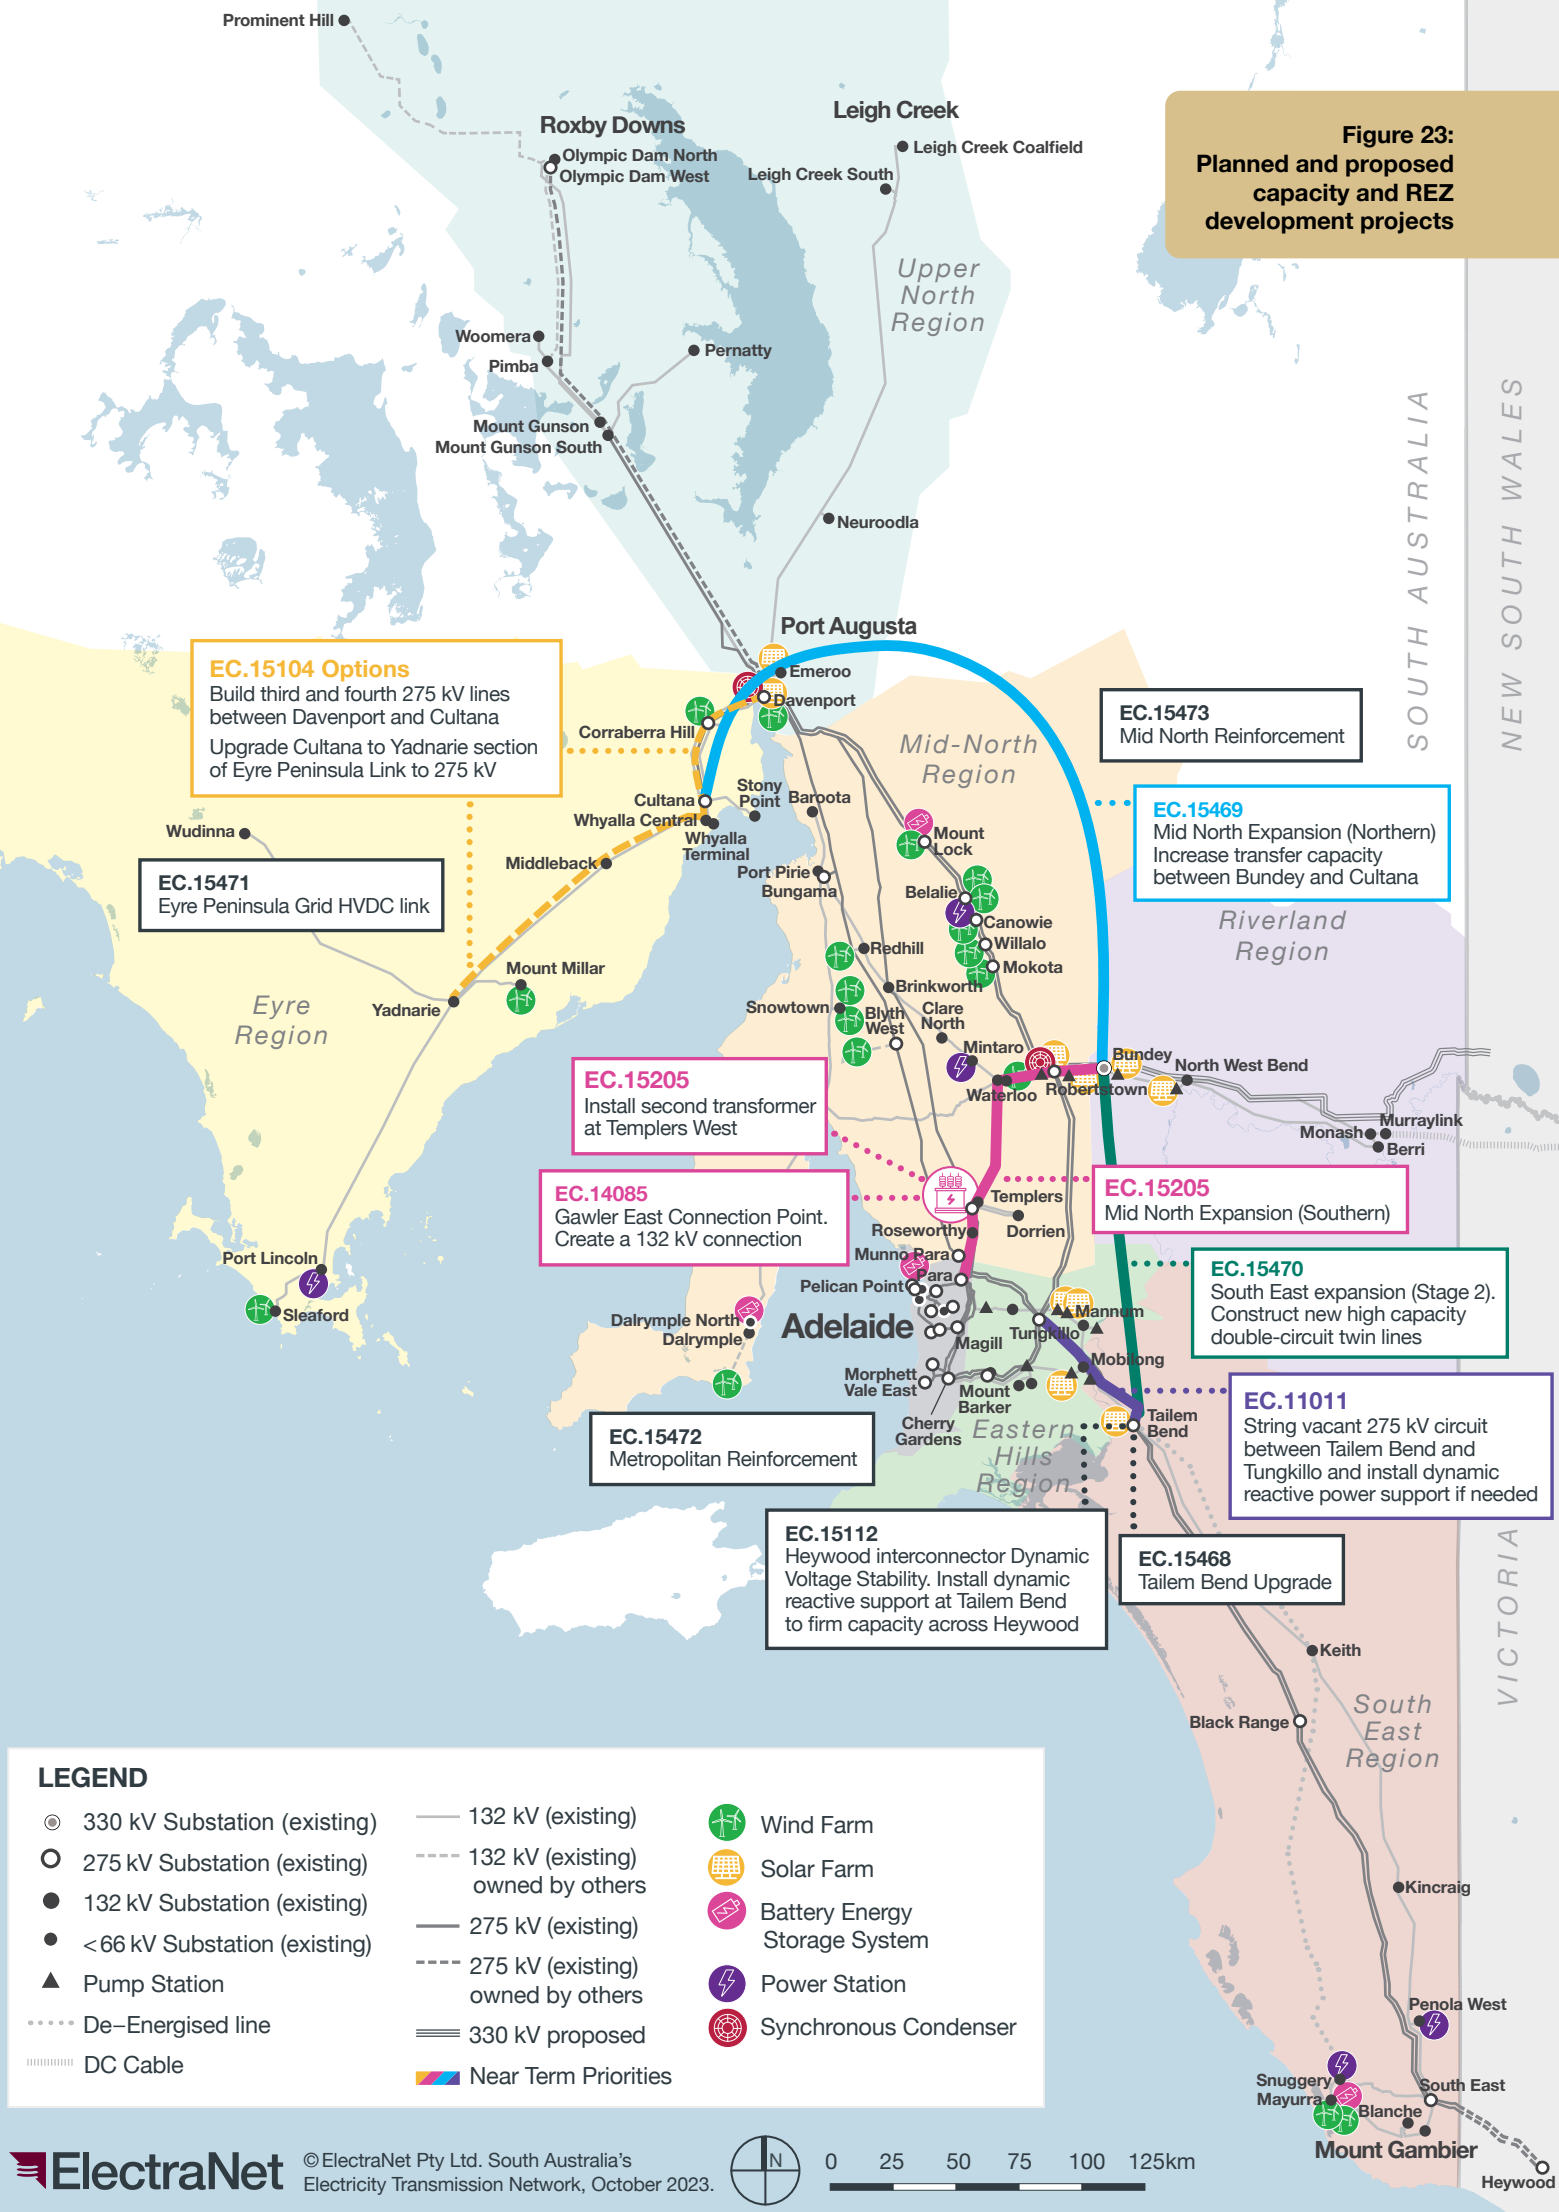 Prominent Hill
Figure 23:
Planned and proposed
capacity and REZ
development projects
Roxby Downs
Olympic Dam North
Olympic Dam West
Leigh Creek
Leigh Creek Coalfield
Leigh Creek South
Upper
North
Region
Woomera
Pimba
Pernatty
Mount Gunson
Mount Gunson South
Neuroodla
SOUTH AUSTRALIA
NEW SOUTH WALES
Port Augusta
Emeroo
Davenport
EC.15104 Options
Build third and fourth 275 kV lines
between Davenport and Cultana
Upgrade Cultana to Yadnarie section
of Eyre Peninsula Link to 275 kV
Corraberra Hill
Mid-North
Region
EC.15473
Mid North Reinforcement
Cultana
Stony
Point
Baroota
Whyalla Central
Whyalla
Terminal
EC.15469
Mid North Expansion (Northern)
Increase transfer capacity
between Bundey and Cultana
Wudinna
Middleback
Mount
Lock
EC.15471
Eyre Peninsula Grid HVDC link
Port Pirie
Bungama
Belalie
Canowie
Willalo
Mokota
Riverland
Region
Redhill
Mount Millar
Yadnarie
Eyre
Region
Brinkworth
Snowtown
Blyth
West
Clare
North
Mintaro
Bundey
North West Bend
Waterloo
Robertstown
Murraylink
Monash
Berri
EC.15205
Install second transformer
at Templers West
EC.14085
Gawler East Connection Point.
Create a 132 kV connection
EC.15205
Mid North Expansion (Southern)
Templers
Roseworthy
Dorrien
Munno Para
Para
Pelican Point
Port Lincoln
Sleaford
EC.15470
South East expansion (Stage 2).
Construct new high capacity
double-circuit twin lines
Dalrymple North
Dalrymple
Adelaide
Magill
Tungkillo
Mannum
Mobilong
Morphett
Vale East
Mount
Barker
Cherry
Gardens
Eastern
Hills
Region
Tailem
Bend
EC.11011
String vacant 275 kV circuit
between Tailem Bend and
Tungkillo and install dynamic
reactive power support if needed
EC.15472
Metropolitan Reinforcement
EC.15112
Heywood interconnector Dynamic
Voltage Stability. Install dynamic
reactive support at Tailem Bend
to firm capacity across Heywood
EC.15468
Tailem Bend Upgrade
VICTORIA
Keith
Black Range
South
East
Region
Kincraig
Penola West
Snuggery
Mayurra
Blanche
South East
Mount Gambier
Heywood
LEGEND
330 kV Substation (existing)
275 kV Substation (existing)
132 kV Substation (existing)
<66 kV Substation (existing)
Pump Station
De–Energised line
DC Cable
132 kV (existing)
132 kV (existing)
owned by others
275 kV (existing)
275 kV (existing)
owned by others
330 kV proposed
Near Term Priorities
Wind Farm
Solar Farm
Battery Energy
Storage System
Power Station
Synchronous Condenser
ElectraNet
© ElectraNet Pty Ltd. South Australia's
Electricity Transmission Network, October 2023.
N
0 25 50 75 100 125km